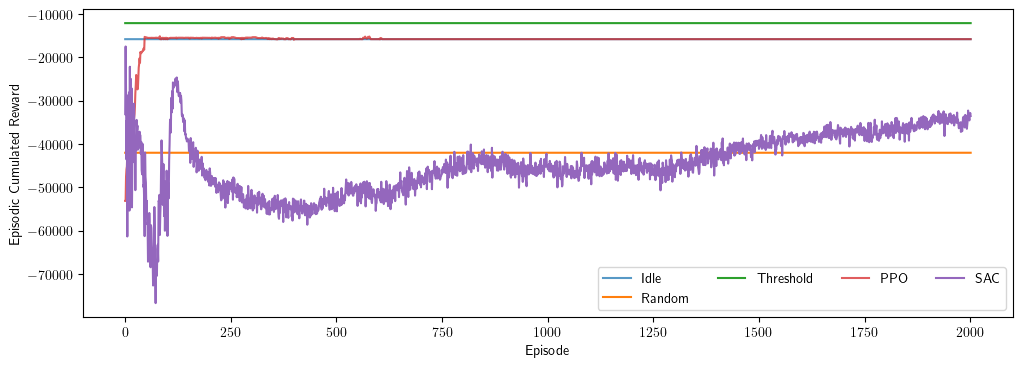 Episodic Cumulated Reward
−10000
−20000
−30000
−40000
−50000
−60000
−70000
0 250 500 750 1000 1250 1500 1750 2000
Episode
Idle Threshold PPO SAC
Random